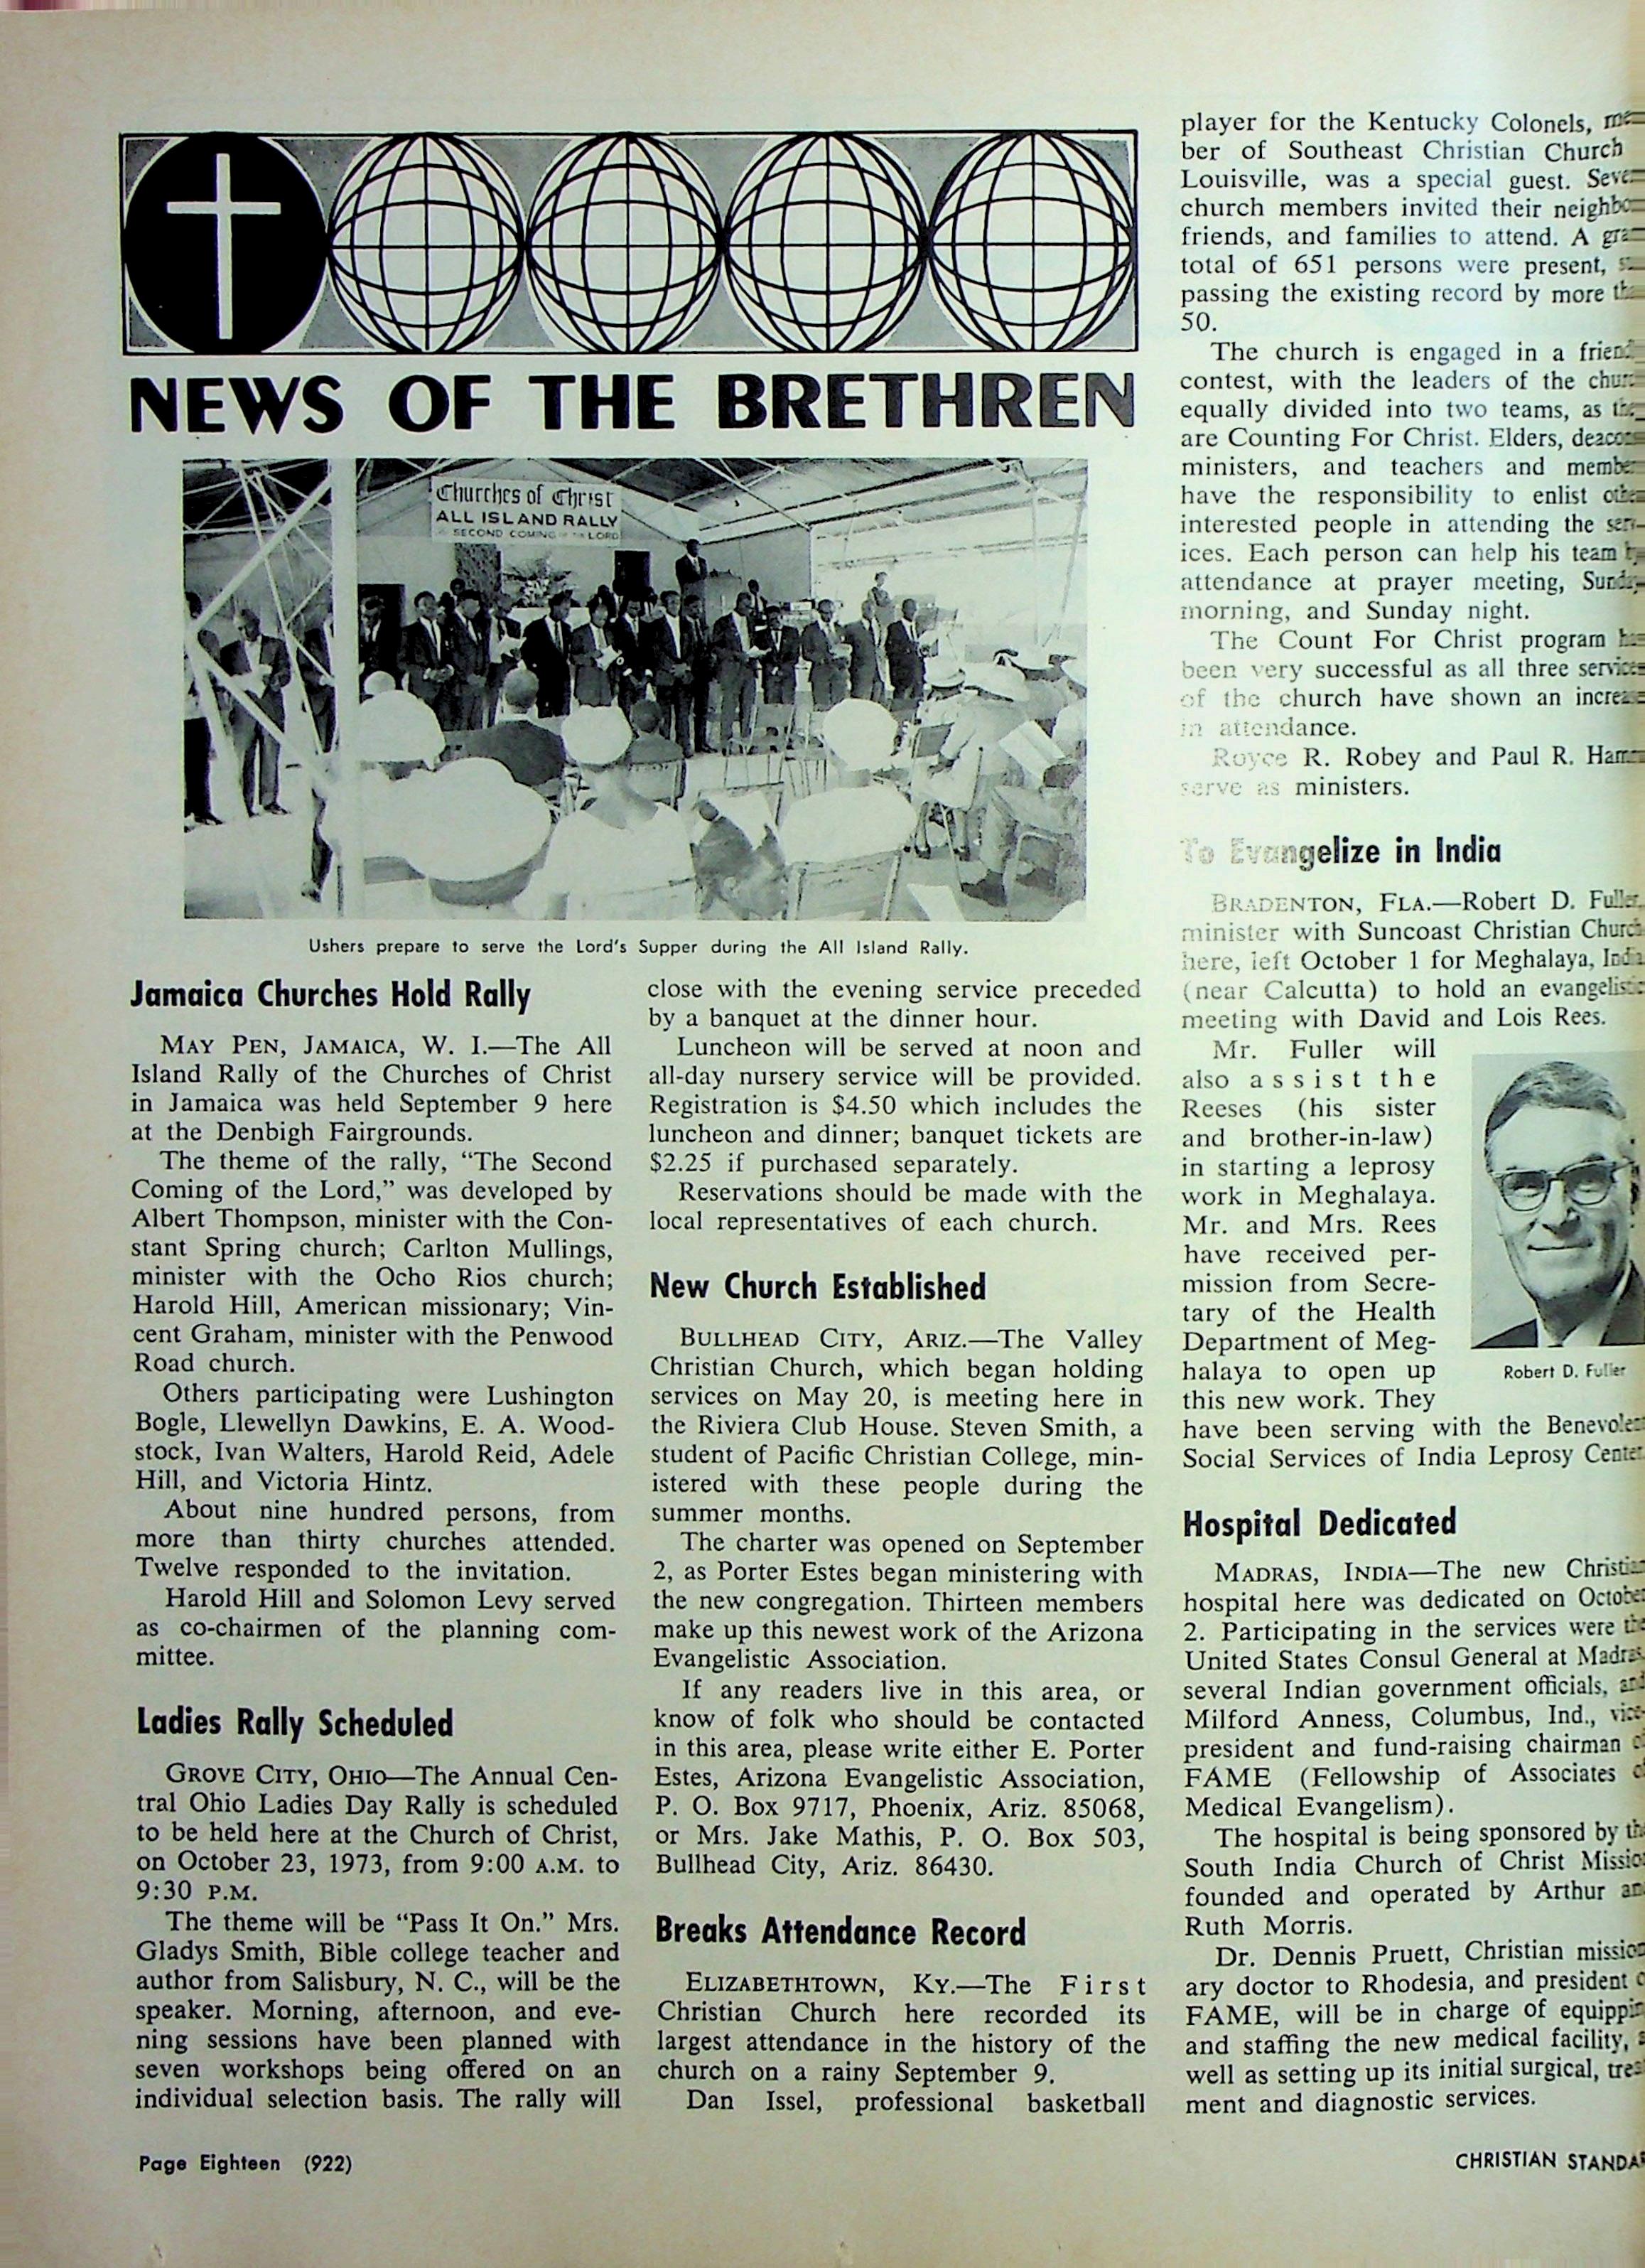 NEWS OF THE BRETHREN
Churches of Christ
ALL ISLAND RALLY
SECOND COMING OF THE LORD
Ushers prepare to serve the Lord's Supper during the All Island Rally.
Jamaica Churches Hold Rally
MAY PEN, JAMAICA, W. I.—The All
Island Rally of the Churches of Christ
in Jamaica was held September 9 here
at the Denbigh Fairgrounds.
The theme of the rally, "The Second
Coming of the Lord," was developed by
Albert Thompson, minister with the Con-
stant Spring church; Carlton Mullings,
minister with the Ocho Rios church;
Harold Hill, American missionary; Vin-
cent Graham, minister with the Penwood
Road church.
Others participating were Lushington
Bogle, Llewellyn Dawkins, E. A. Wood-
stock, Ivan Walters, Harold Reid, Adele
Hill, and Victoria Hintz.
About nine hundred persons, from
more than thirty churches attended.
Twelve responded to the invitation.
Harold Hill and Solomon Levy served
as co-chairmen of the planning com-
mittee.
Ladies Rally Scheduled
GROVE CITY, OHIO—The Annual Cen-
tral Ohio Ladies Day Rally is scheduled
to be held here at the Church of Christ,
on October 23, 1973, from 9:00 A.M. to
9:30 P.M.
The theme will be "Pass It On." Mrs.
Gladys Smith, Bible college teacher and
author from Salisbury, N. C., will be the
speaker. Morning, afternoon, and eve-
ning sessions have been planned with
seven workshops being offered on an
individual selection basis. The rally will
close with the evening service preceded
by a banquet at the dinner hour.
Luncheon will be served at noon and
all-day nursery service will be provided.
Registration is $4.50 which includes the
luncheon and dinner; banquet tickets are
$2.25 if purchased separately.
Reservations should be made with the
local representatives of each church.
New Church Established
BULLHEAD CITY, ARIZ.—The Valley
Christian Church, which began holding
services on May 20, is meeting here in
the Riviera Club House. Steven Smith, a
student of Pacific Christian College, min-
istered with these people during the
summer months.
The charter was opened on September
2, as Porter Estes began ministering with
the new congregation. Thirteen members
make up this newest work of the Arizona
Evangelistic Association.
If any readers live in this area, or
know of folk who should be contacted
in this area, please write either E. Porter
Estes, Arizona Evangelistic Association,
P. O. Box 9717, Phoenix, Ariz. 85068,
or Mrs. Jake Mathis, P. O. Box 503,
Bullhead City, Ariz. 86430.
Breaks Attendance Record
ELIZABETHTOWN, KY.—The First
Christian Church here recorded its
largest attendance in the history of the
church on a rainy September 9.
Dan Issel, professional basketball
player for the Kentucky Colonels,
ber of Southeast Christian Church
Louisville, was a special guest.
church members invited their
friends, and families to attend. A
total of 651 persons were present,
passing the existing record by more
50.
The church is engaged in a
contest, with the leaders of the
equally divided into two teams, as
are Counting For Christ. Elders,
ministers, and teachers and
have the responsibility to enlist
interested people in attending the serv-
ices. Each person can help his team
attendance at prayer meeting, Sunday
morning, and Sunday night.
The Count For Christ program
been very successful as all three services
of the church have shown an increase
in attendance.
Royce R. Robey and Paul R.
serve as ministers.
To Evangelize in India
BRADENTON, FLA.—Robert D. Fuller,
minister with Suncoast Christian Church
here, left October 1 for Meghalaya, India
(near Calcutta) to hold an evangelistic
meeting with David and Lois Rees.
Mr. Fuller will
also assist the
Reeses (his sister
and brother-in-law)
in starting a leprosy
work in Meghalaya.
Mr. and Mrs. Rees
have received per-
mission from Secre-
tary of the Health
Department of Meg-
halaya to open up
this new work. They
Robert D. Fuller
have been serving with the Benevolent
Social Services of India Leprosy Center.
Hospital Dedicated
MADRAS, INDIA—The new Christian
hospital here was dedicated on October
2. Participating in the services were the
United States Consul General at Madras,
several Indian government officials, and
Milford Anness, Columbus, Ind., vice-
president and fund-raising chairman
FAME (Fellowship of Associates
Medical Evangelism).
The hospital is being sponsored by the
South India Church of Christ Mission
founded and operated by Arthur and
Ruth Morris.
Dr. Dennis Pruett, Christian mission
ary doctor to Rhodesia, and president
FAME, will be in charge of
and staffing the new medical facility,
well as setting up its initial surgical,
ment and diagnostic services.
Page Eighteen (922)
CHRISTIAN